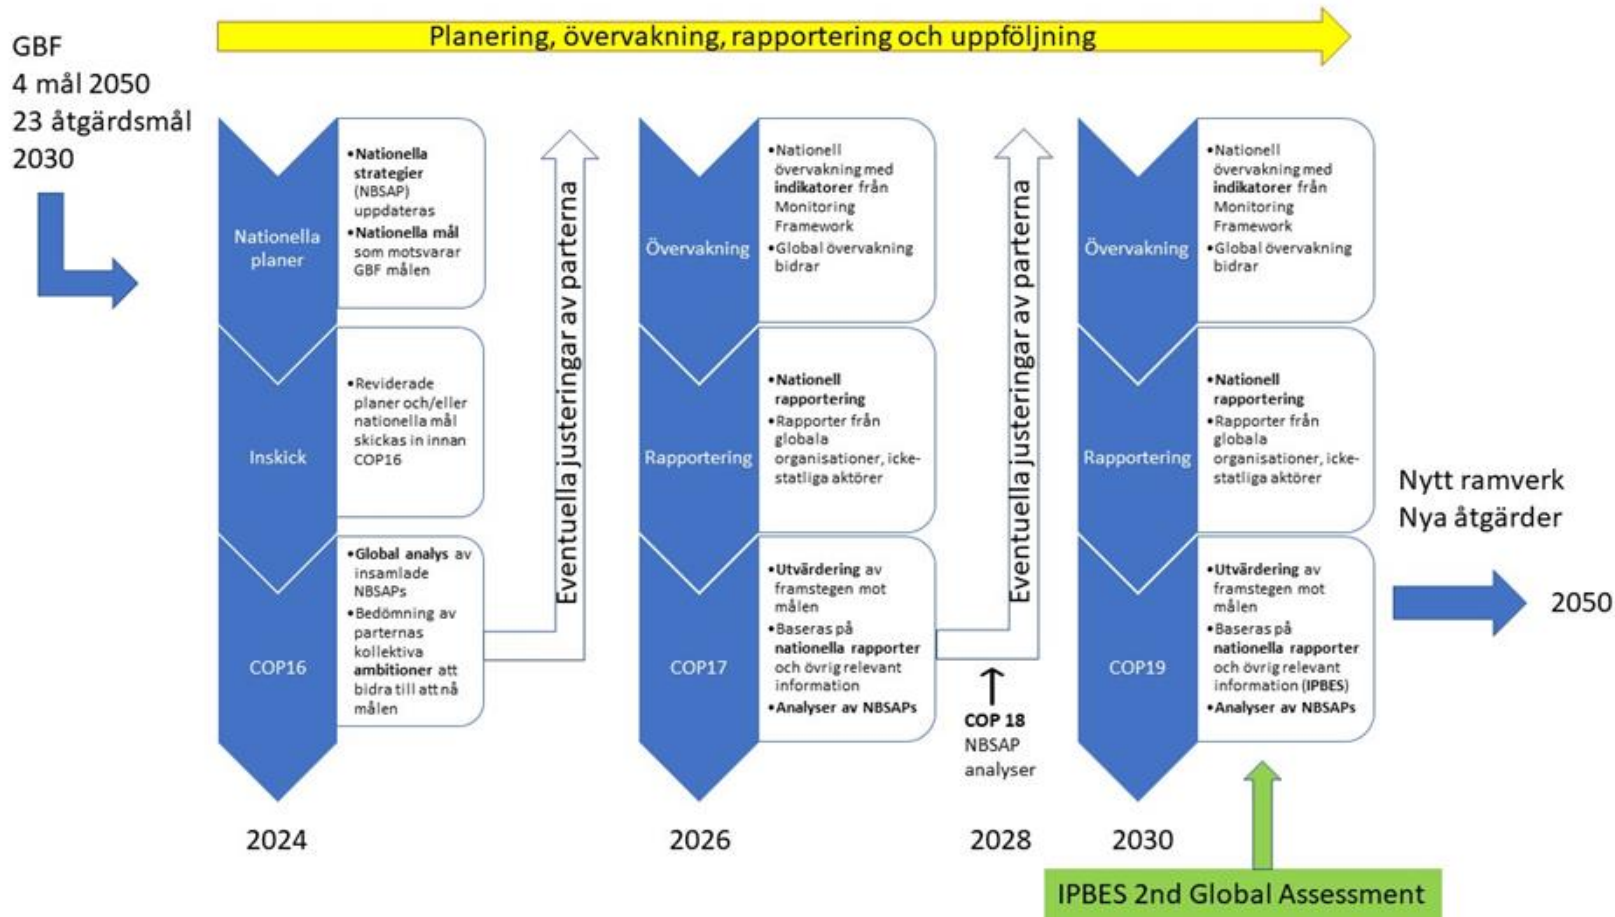 Planering, övervakning, rapportering och uppföljning
GBF
4 mål 2050
23 åtgärdsmål
2030
Nationella
planer
•Nationella
strategier
(NBSAP)
uppdateras
•Nationella mål
som motsvarar
GBF målen
Inskick
•Reviderade
planer och/eller
nationella mål
skickas in innan
COP16
COP16
•Global analys av
insamlade
NBSAPs
•Bedömning av
parternas
kollektiva
ambitioner att
bidra till att nå
målen
2024
Eventuella justeringar av parterna
Övervakning
•Nationell
övervakning med
indikatorer från
Monitoring
Framework
•Global övervakning
bidrar
Rapportering
•Nationell
rapportering
•Rapporter från
globala
organisationer, icke-
statliga aktörer
COP17
•Utvärdering av
framstegen mot
målen
•Baseras på
nationella rapporter
och övrig relevant
information
•Analyser av NBSAPs
2026
Eventuella justeringar av parterna
COP 18
NBSAP
analyser
2028
Övervakning
•Nationell
övervakning med
indikatorer från
Monitoring
Framework
•Global övervakning
bidrar
Rapportering
•Nationell
rapportering
•Rapporter från
globala
organisationer, icke-
statliga aktörer
COP19
•Utvärdering av
framstegen mot
målen
•Baseras på
nationella rapporter
och övrig relevant
information (IPBES)
•Analyser av NBSAPs
2030
IPBES 2nd Global Assessment
Nytt ramverk
Nya åtgärder
2050